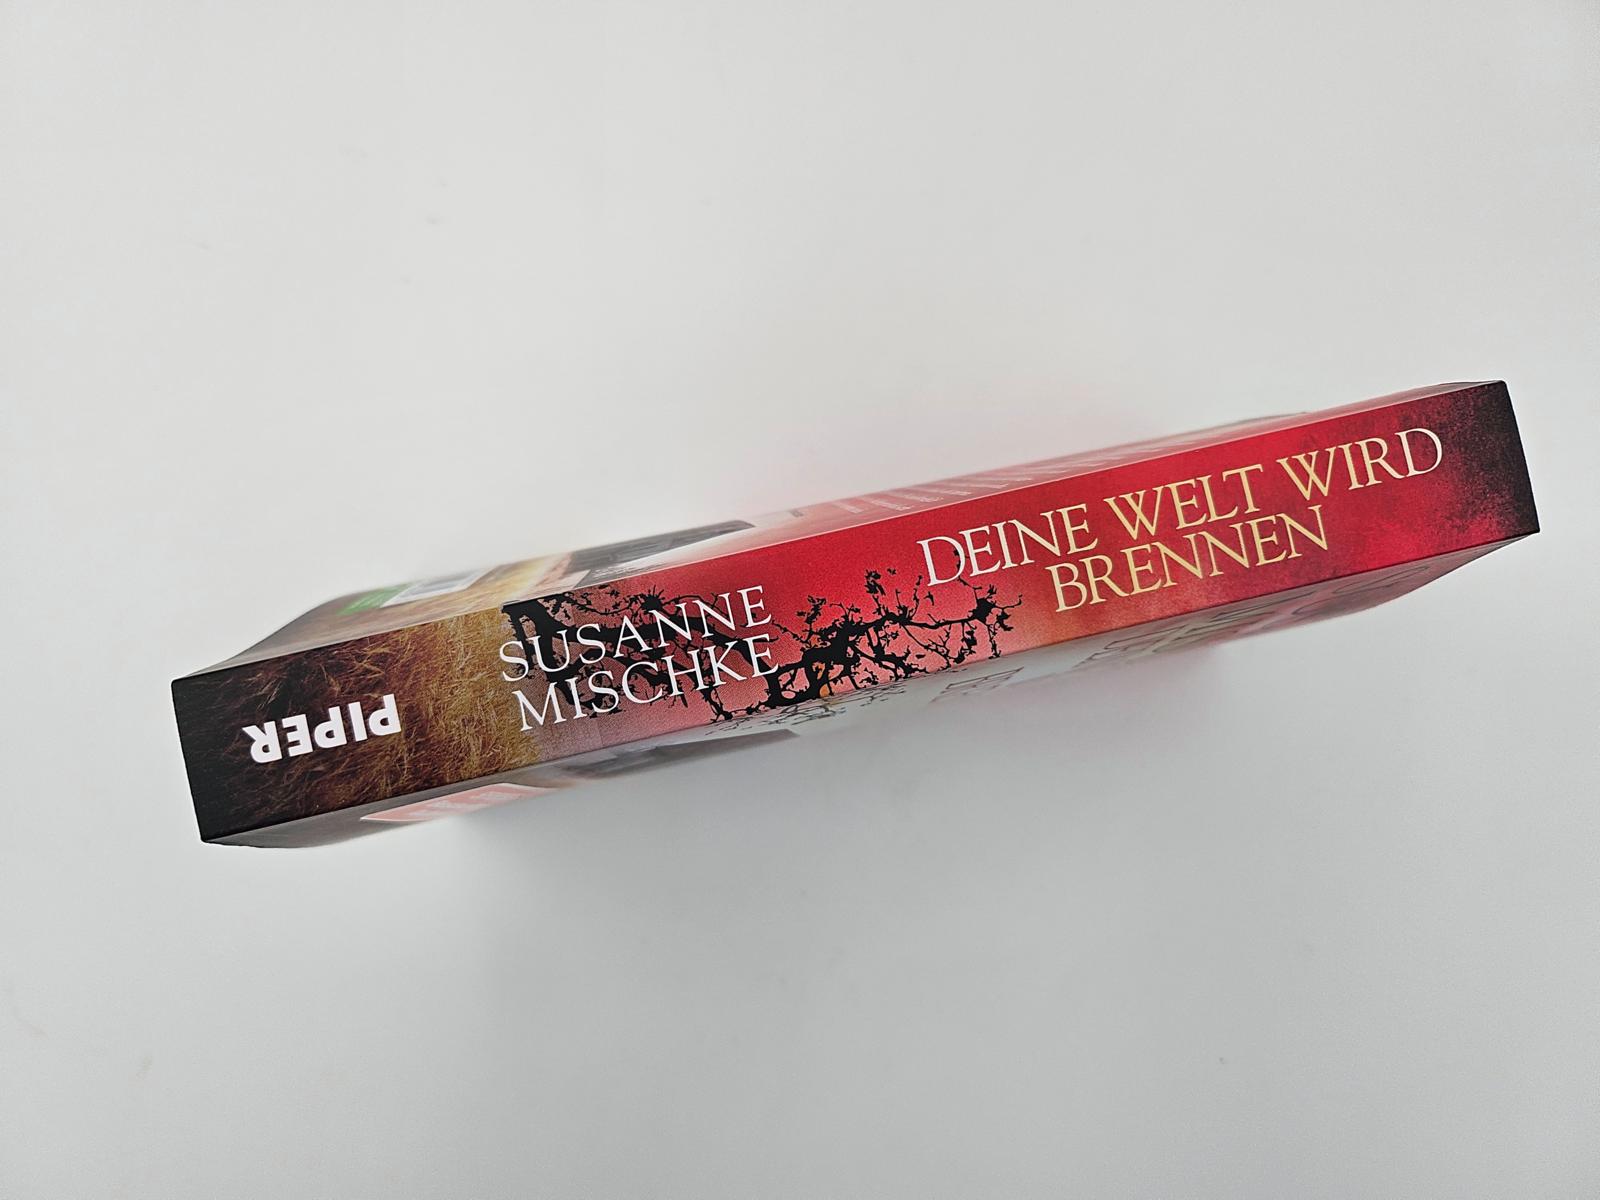 SUSANNE
MISCHKE
DEINE WELT WIRD
BRENNEN
PIPER